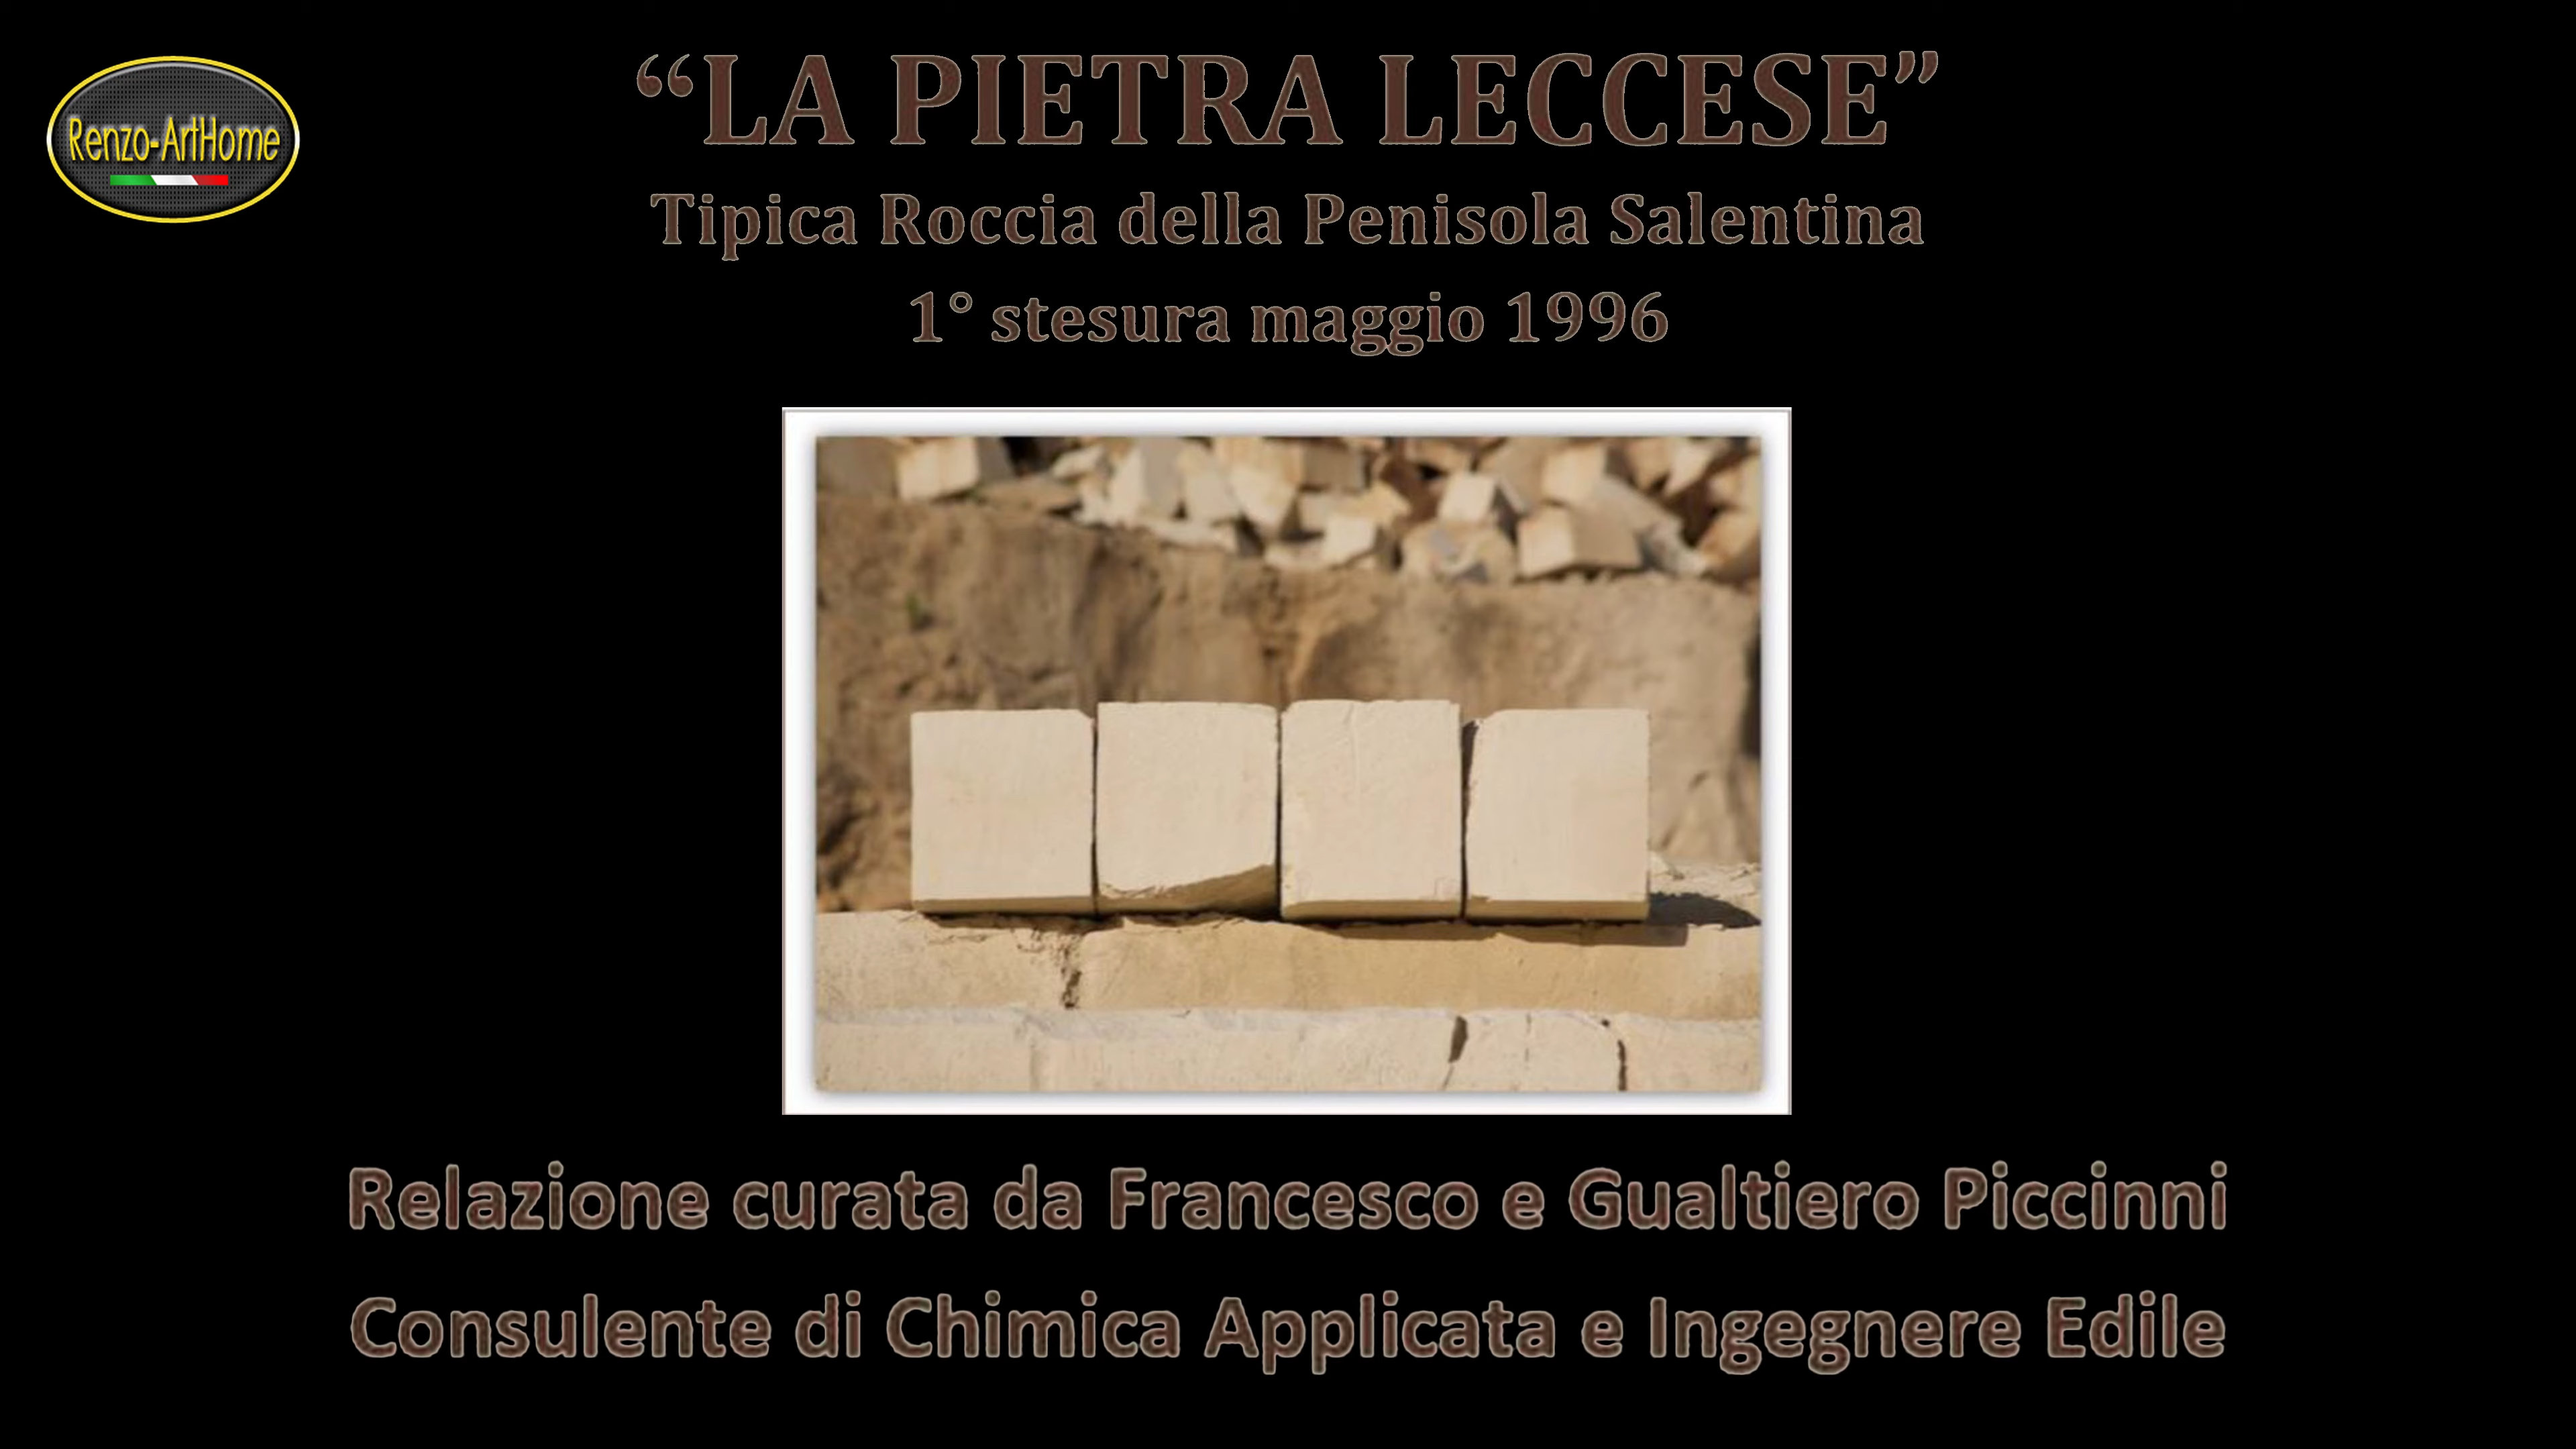 Renzo-ArtHome
“LA PIETRA LECCESE”
Tipica Roccia della Penisola Salentina
1° stesura maggio 1996
Relazione curata da Francesco e Gualtiero Piccinni
Consulente di Chimica Applicata e Ingegnere Edile